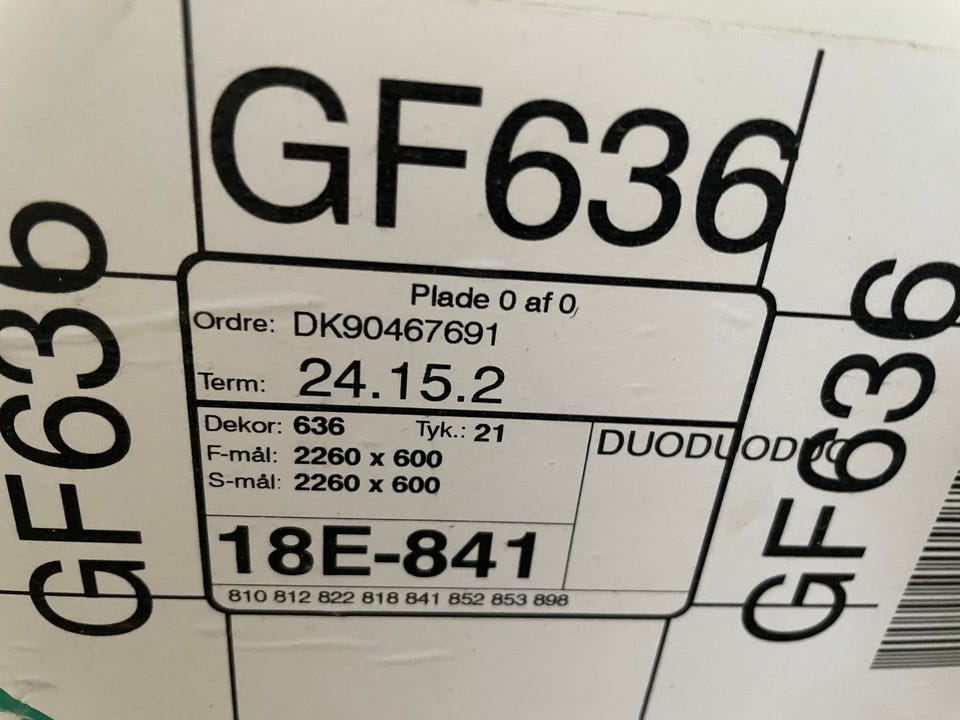 GF636
GF636
Plade 0 af 0,
Ordre: DK90467691
Term: 24.15.2
Dekor: 636 Tyk.: 21
F-mål: 2260 x 600
S-mål: 2260 x 600
DUODUODUO
18E-841
810 812 822 818 841 852 853 898
GF636